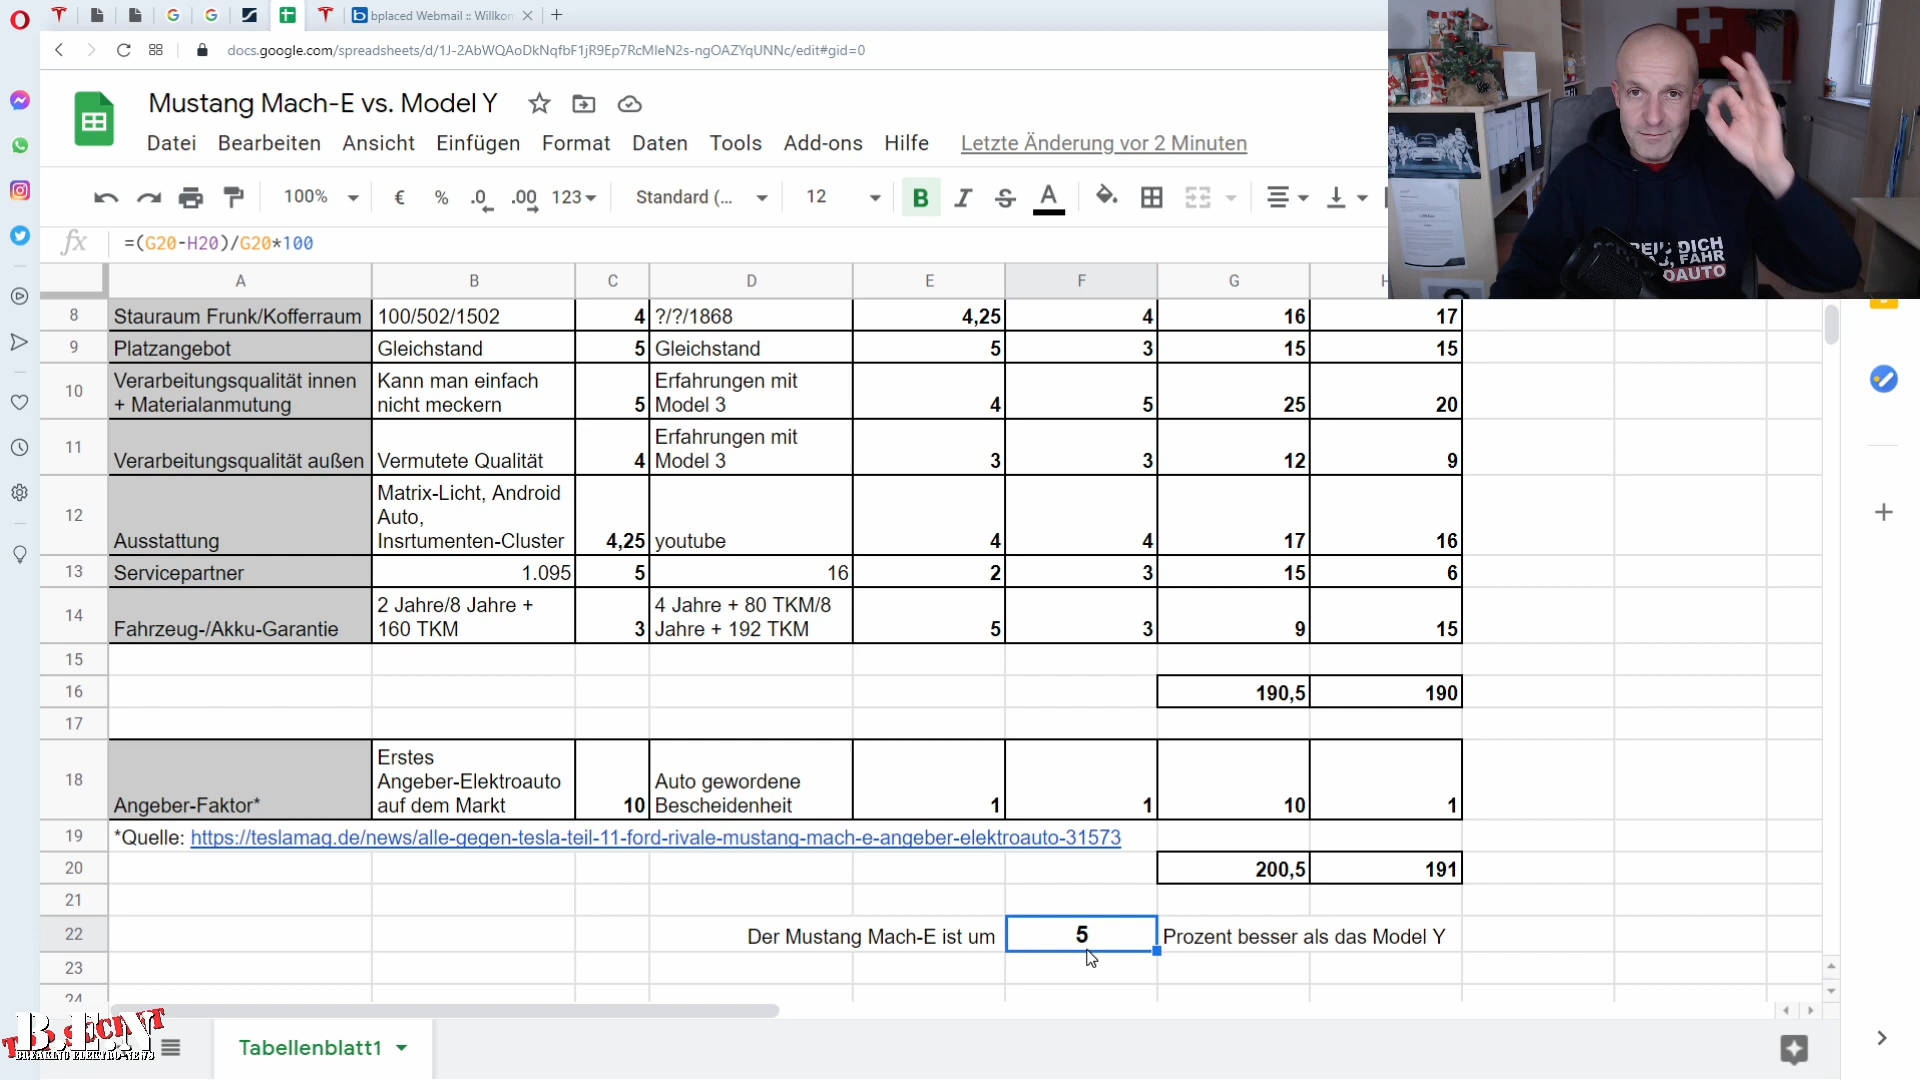 bplaced Webmail :: Willkor
docs.google.com/spreadsheets/d/1J-2AbWQAoDkNqfbF1jR9Ep7RcMIeN2s-ngOAZYqUNNc/edit#gid=0
Mustang Mach-E vs. Model Y
Datei Bearbeiten Ansicht Einfügen Format Daten Tools Add-ons Hilfe Letzte Änderung vor 2 Minuten
100% € % .0 .00 123 Standard (... 12 B I S A
fx =(G20-H20)/G20*100
A B C D E F G H
8 Stauraum Frunk/Kofferraum 100/502/1502 4 ?/?/1868 4,25 4 16 17
9 Platzangebot Gleichstand 5 Gleichstand 5 3 15 15
10 Verarbeitungsqualität innen Kann man einfach Erfahrungen mit
+ Materialanmutung nicht meckern 5 Model 3 4 5 25 20
11 Erfahrungen mit
Verarbeitungsqualität außen Vermutete Qualität 4 Model 3 3 3 12 9
12 Matrix-Licht, Android
Auto,
Ausstattung Insrtumenten-Cluster 4,25 youtube 4 4 17 16
13 Servicepartner 1.095 5 16 2 3 15 6
14 2 Jahre/8 Jahre + 4 Jahre + 80 TKM/8
Fahrzeug-/Akku-Garantie 160 TKM 3 Jahre + 192 TKM 5 3 9 15
15
16 190,5 190
17
18 Erstes
Angeber-Elektroauto Auto gewordene
Angeber-Faktor* auf dem Markt 10 Bescheidenheit 1 1 10 1
19 *Quelle: https://teslamag.de/news/alle-gegen-tesla-teil-11-ford-rivale-mustang-mach-e-angeber-elektroauto-31573
20 200,5 191
21
22 Der Mustang Mach-E ist um 5 Prozent besser als das Model Y
23
24
Tabellenblatt1
B.E.N
BREAKING ELEKTRO-NEWS
DICH
FAHR